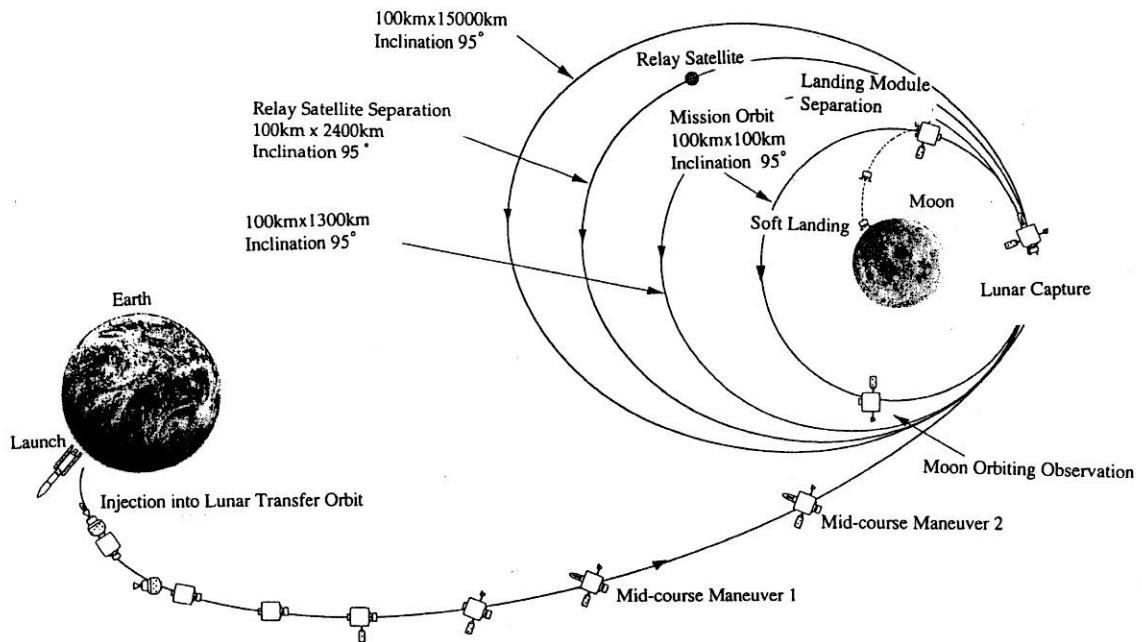 100kmx15000km
Inclination 95°
Relay Satellite
Landing Module
Separation
Relay Satellite Separation
100km x 2400km
Inclination 95 °
Mission Orbit
100kmx100km
Inclination 95°
100kmx1300km
Inclination 95°
Soft Landing
Moon
Lunar Capture
Earth
Launch
Injection into Lunar Transfer Orbit
Moon Orbiting Observation
Mid-course Maneuver 2
Mid-course Maneuver 1